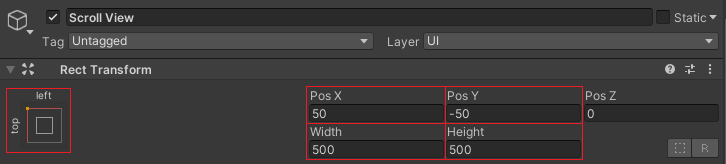 Scroll View Static
Tag Untagged Layer UI
Rect Transform
left
top
Pos X Pos Y Pos Z
50 -50 0
Width Height
500 500 R